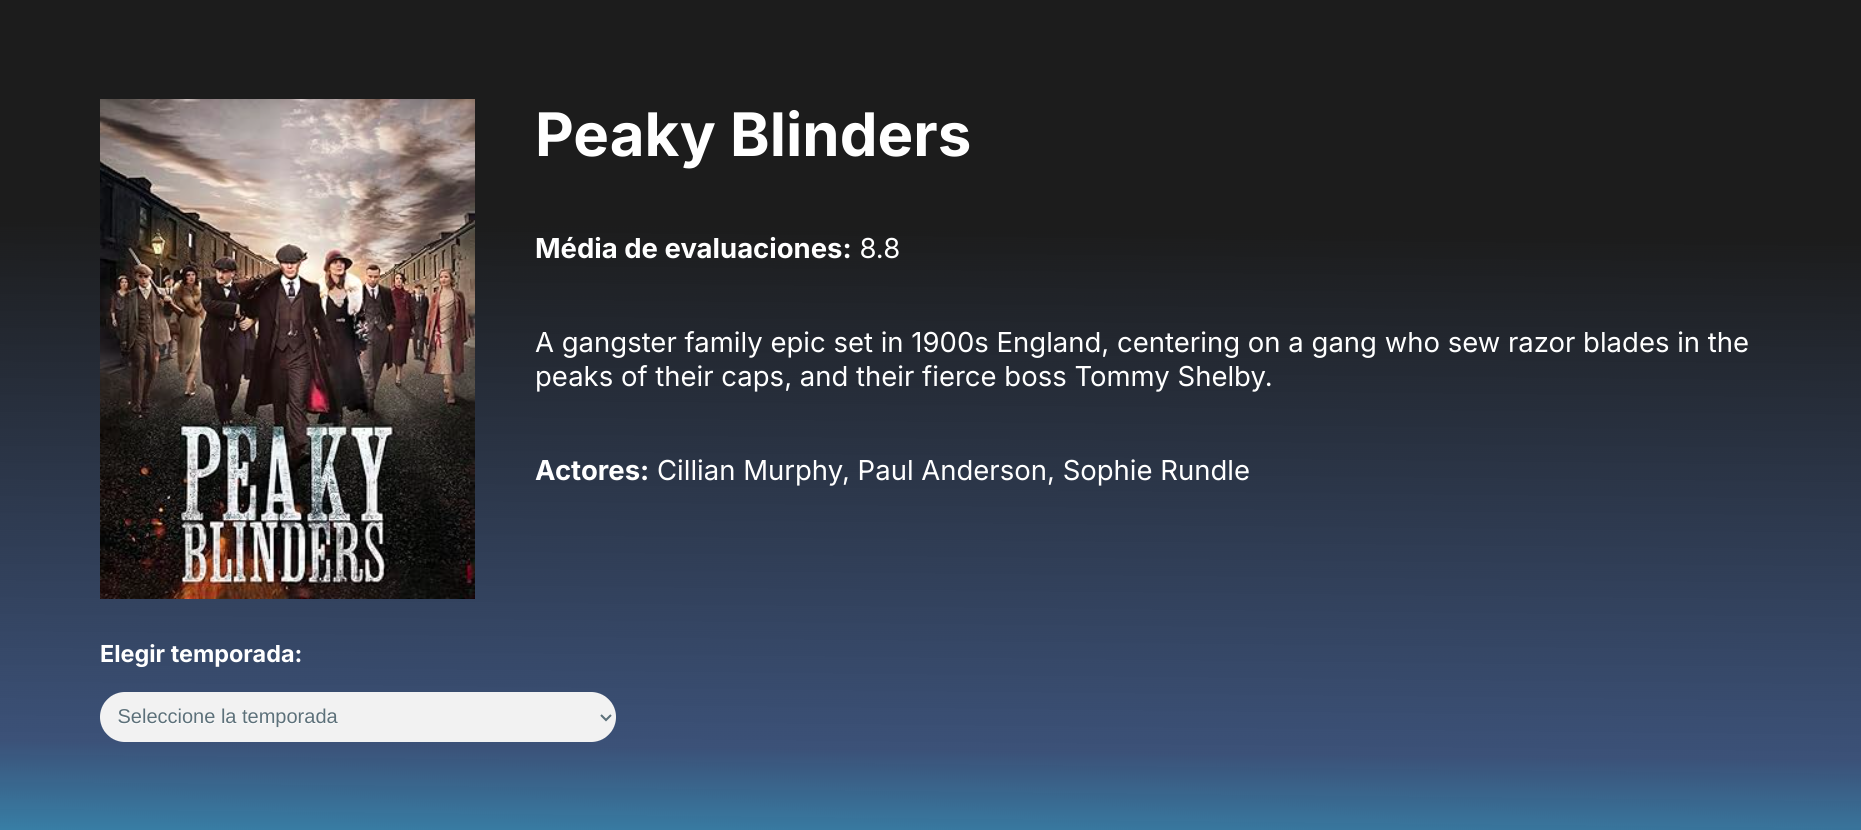 Peaky Blinders
Média de evaluaciones: 8.8
A gangster family epic set in 1900s England, centering on a gang who sew razor blades in the
peaks of their caps, and their fierce boss Tommy Shelby.
Actores: Cillian Murphy, Paul Anderson, Sophie Rundle
PEAKY
BLINDERS
Elegir temporada:
Seleccione la temporada